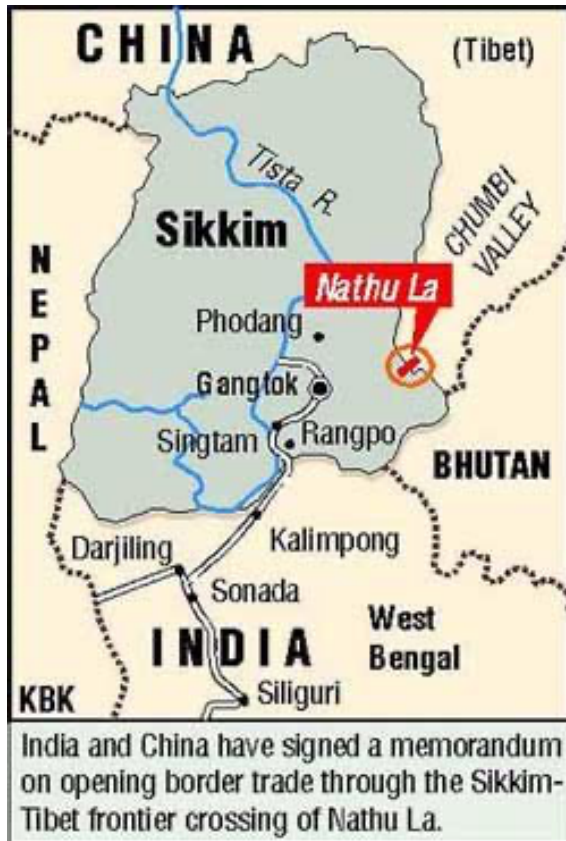 CHINA
(Tibet)
Tista R.
CHUMBI
VALLEY
Sikkim
NEPAL
Nathu La
Phodang
Gangtok
Singtam
Rangpo
BHUTAN
Darjiling
Kalimpong
Sonada
INDIA
West
Bengal
Siliguri
KBK
India and China have signed a memorandum
on opening border trade through the Sikkim-
Tibet frontier crossing of Nathu La.